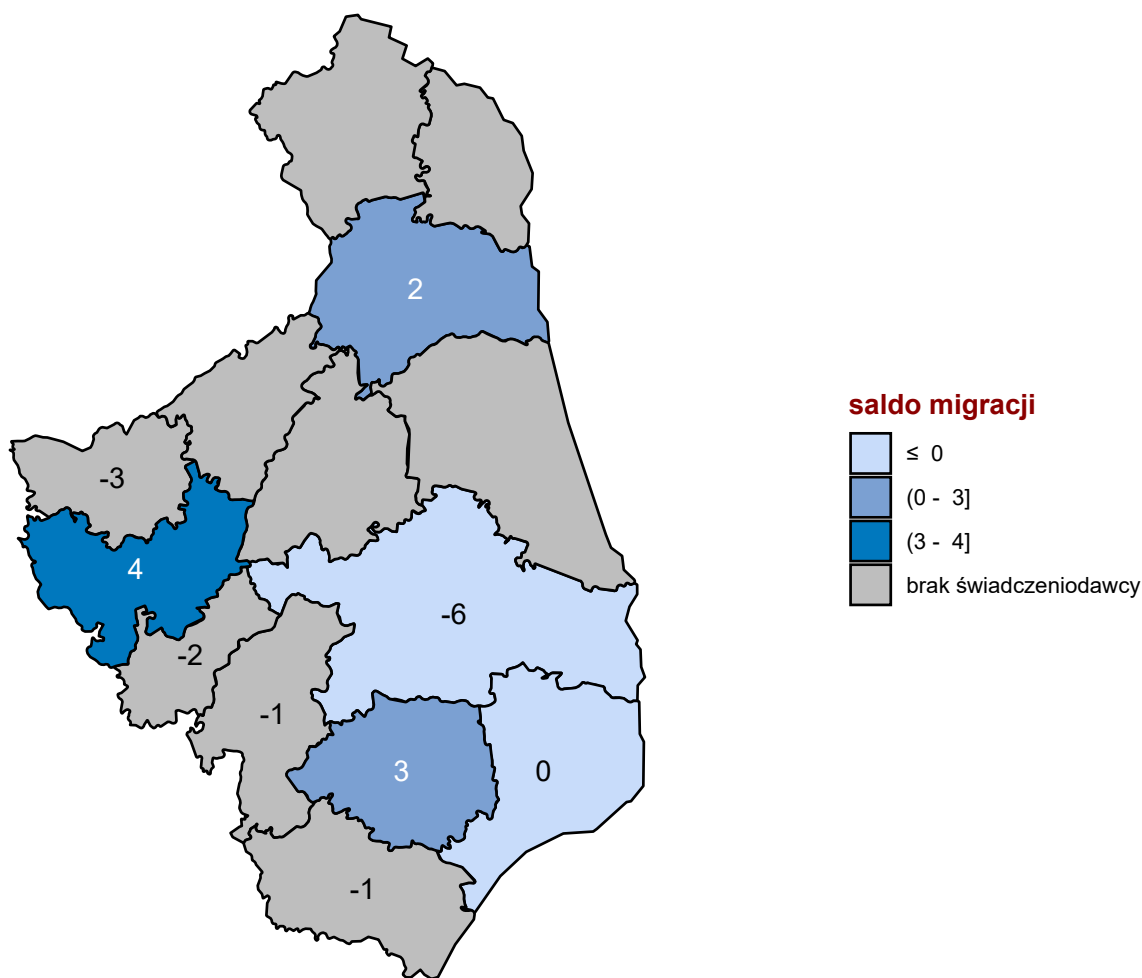 2
saldo migracji
≤ 0
(0 - 3]
(3 - 4]
brak świadczeniodawcy
-3
4
-6
-2
-1
3
0
-1